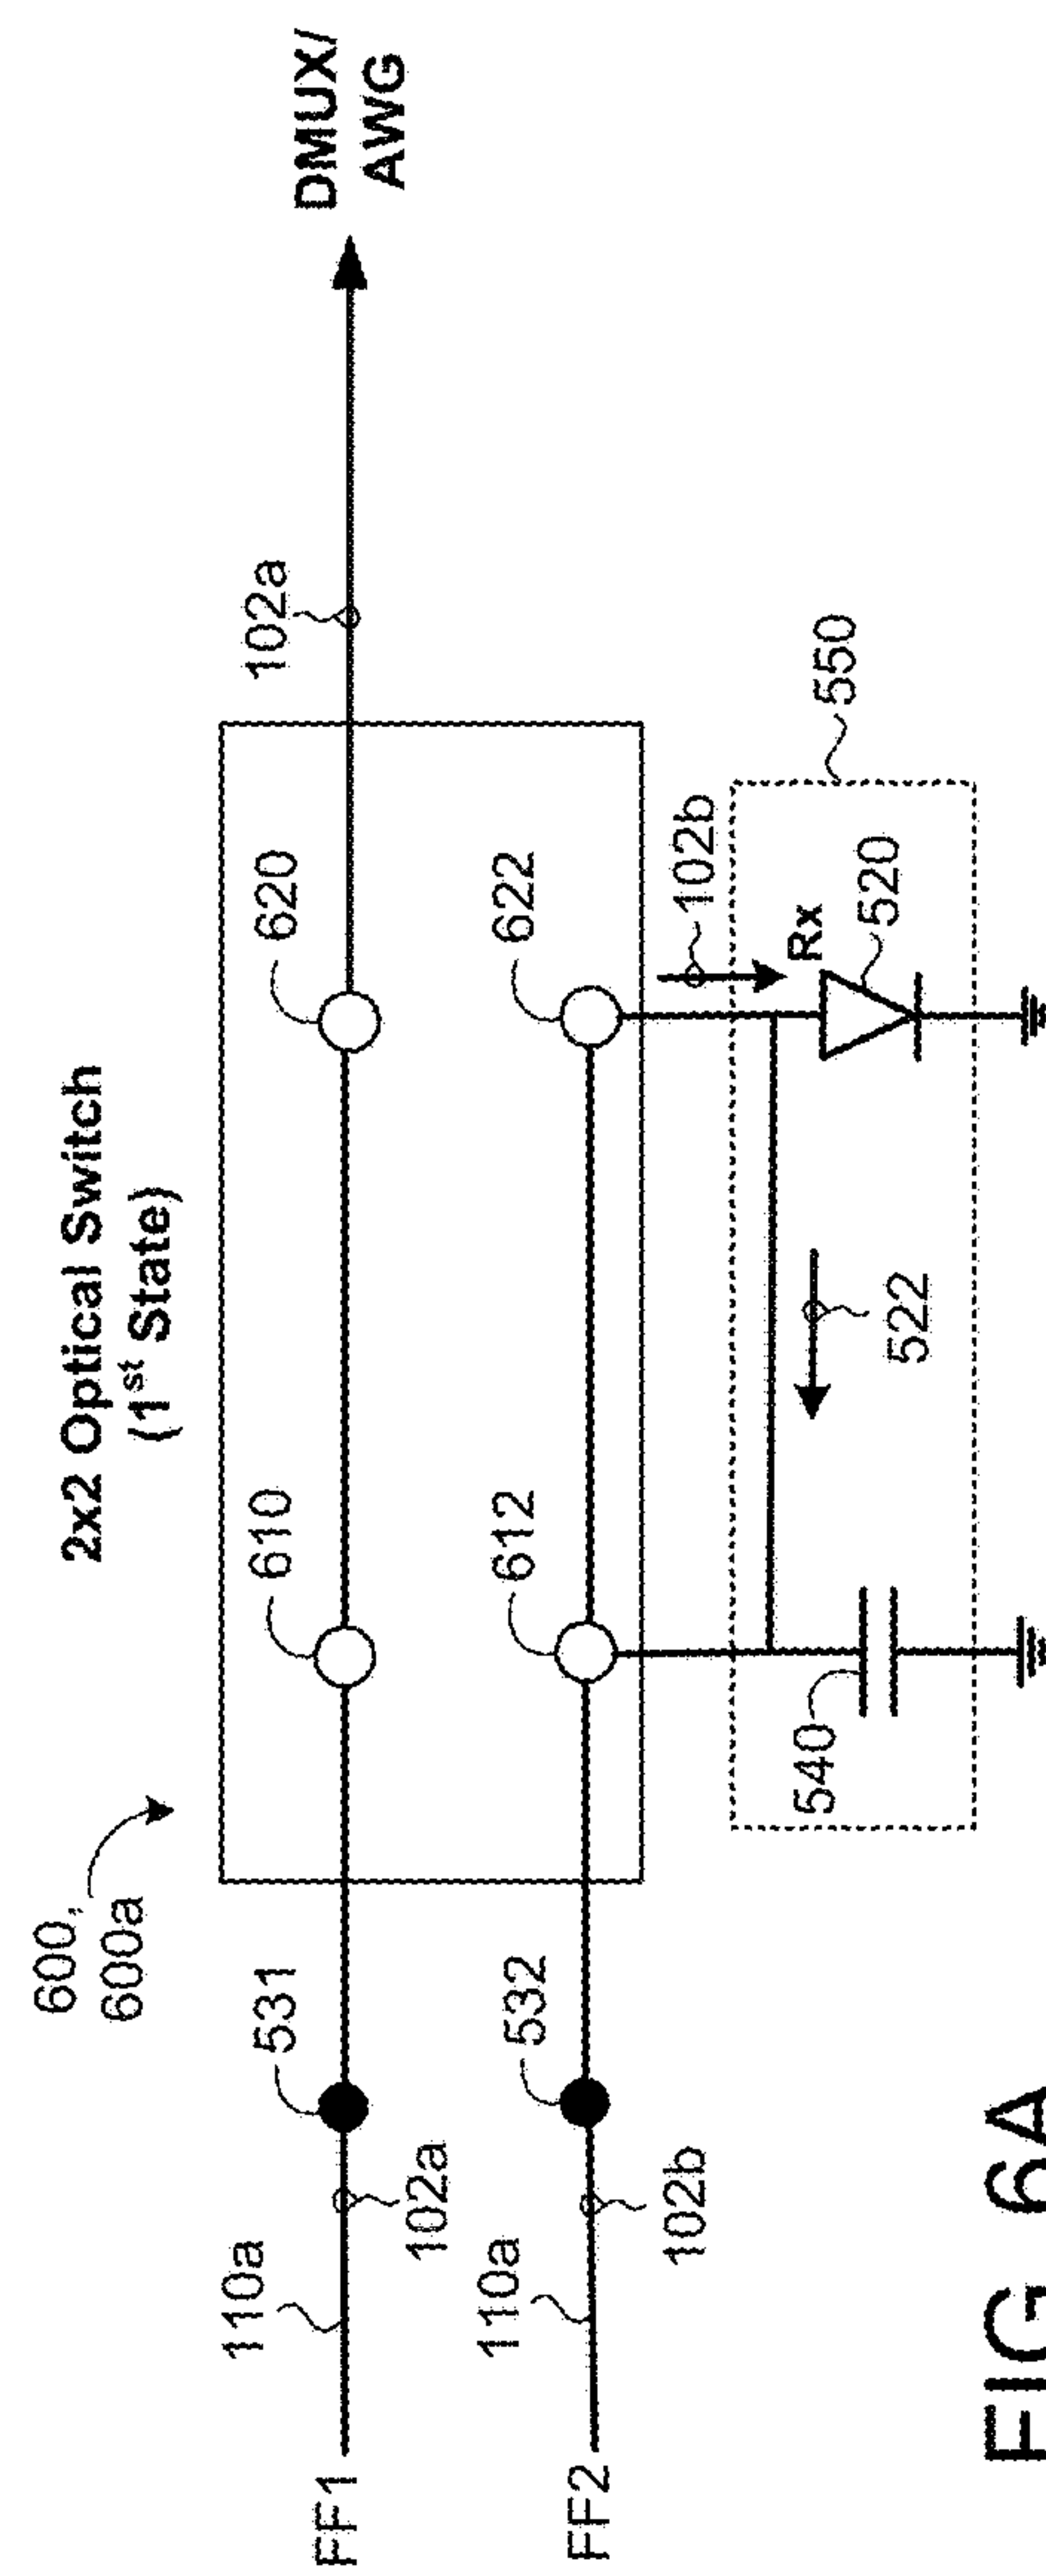 2x2 Optical Switch
(1st State)
600,
600a
DMUX/
AWG
FF1
110a
102a
531
610
620
102a
FF2
110a
102b
532
612
622
102b
Rx
550
540
522
520
FIG 6A